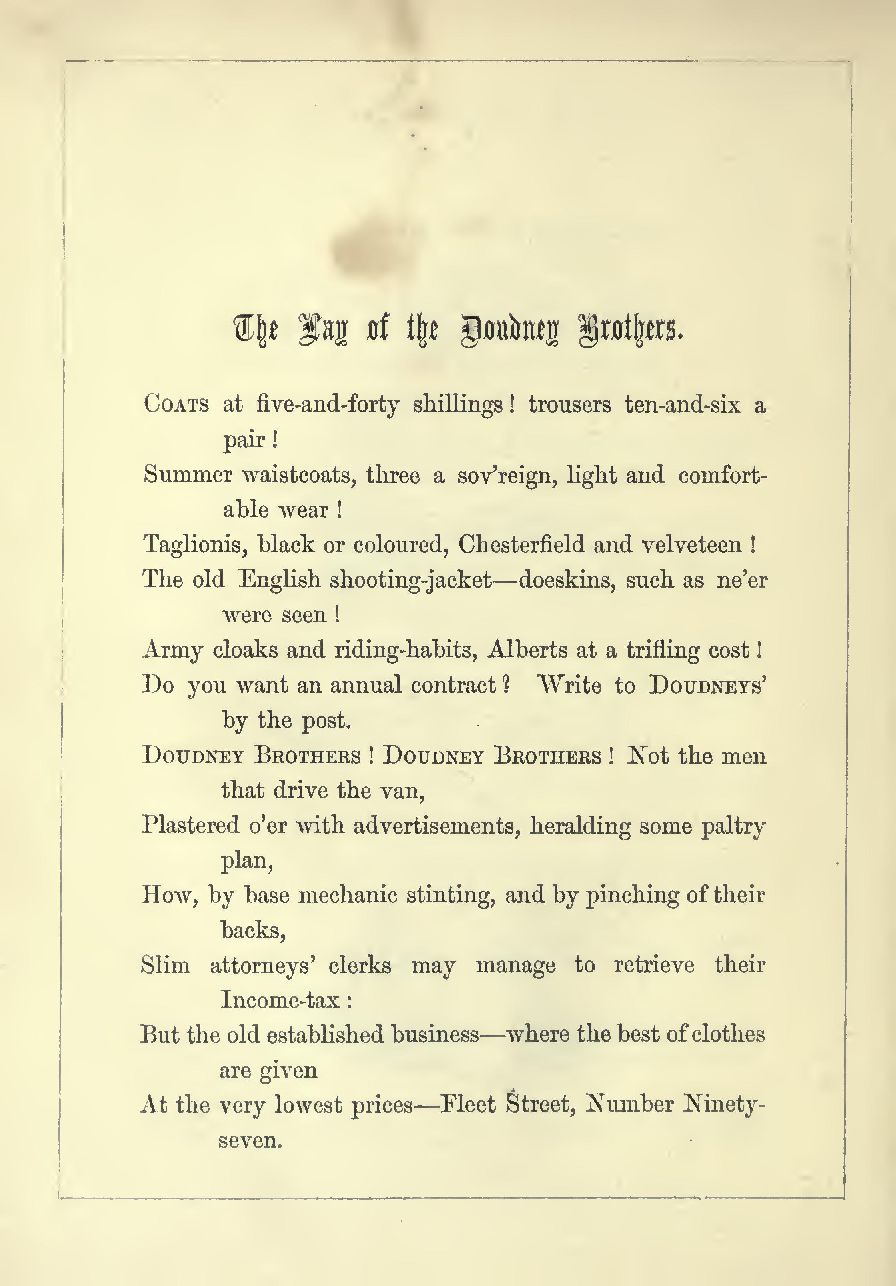 The Lay of the Doudney Brothers.
COATS at five-and-forty shillings! trousers ten-and-six a
pair!
Summer waistcoats, three a sov'reign, light and comfort-
able wear!
Taglionis, black or coloured, Chesterfield and velveteen!
The old English shooting-jacket—doeskins, such as ne'er
were seen!
Army cloaks and riding-habits, Alberts at a trifling cost!
Do you want an annual contract? Write to DOUDNEYS'
by the post.
DOUDNEY BROTHERS! DOUDNEY BROTHERS! Not the men
that drive the van,
Plastered o'er with advertisements, heralding some paltry
plan,
How, by base mechanic stinting, and by pinching of their
backs,
Slim attorneys' clerks may manage to retrieve their
Income-tax:
But the old established business—where the best of clothes
are given
At the very lowest prices—Fleet Street, Number Ninety-
seven.